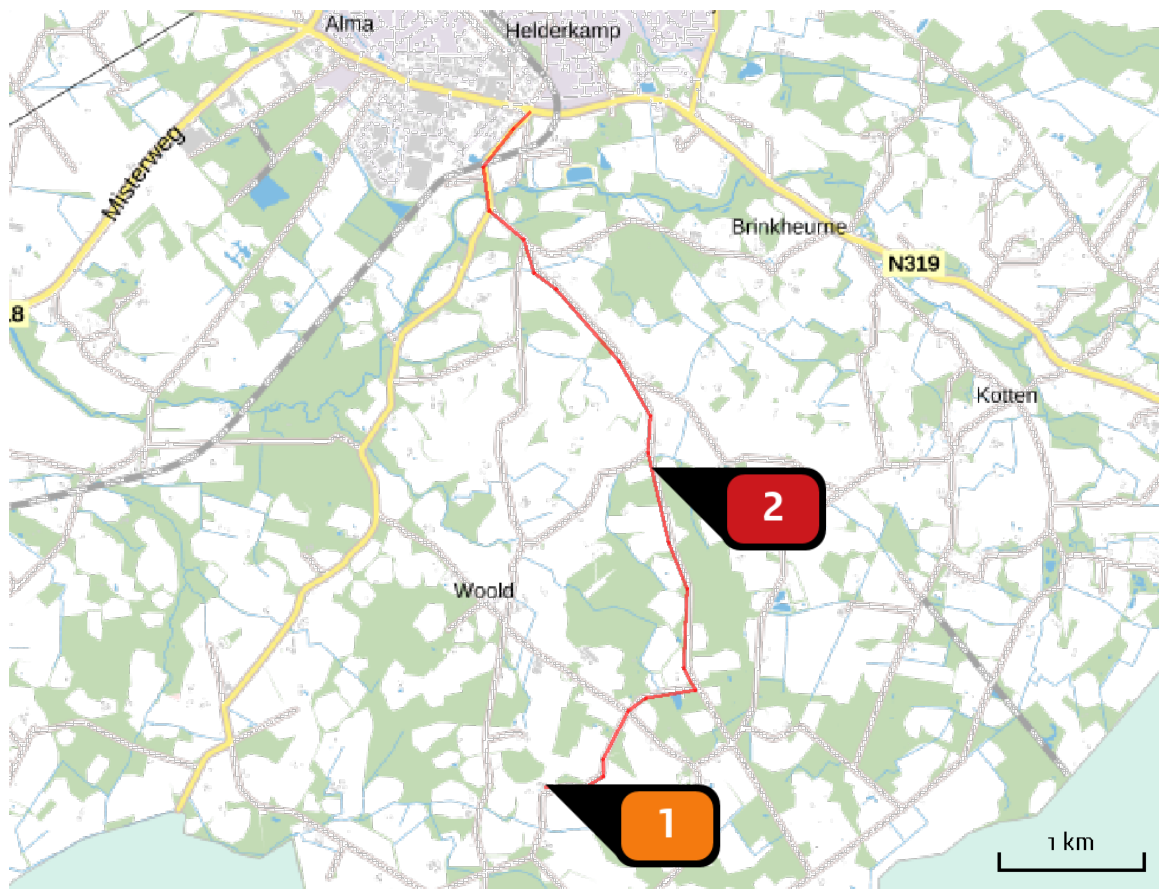 Alma
Helderkamp
Misterweg
Brinkheurne
N319
.8
Kotten
2
Woold
1
1 km